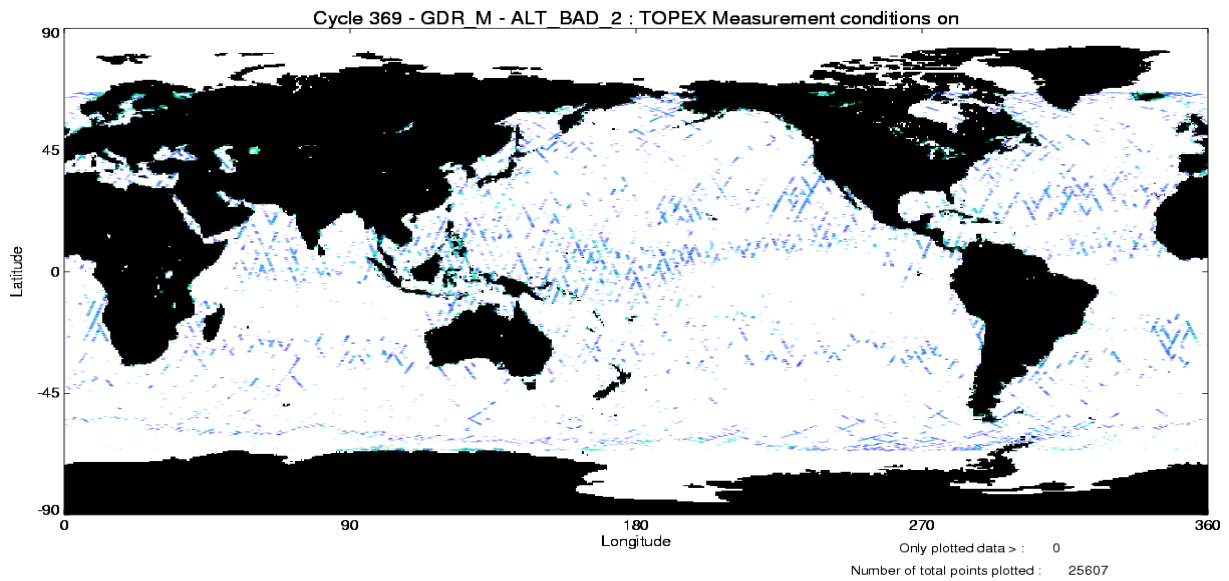 Cycle 369 - GDR_M - ALT_BAD_2 : TOPEX Measurement conditions on
90
45
0
-45
-90
Latitude
0 90 180 270 360
Longitude
Only plotted data > : 0
Number of total points plotted : 25607